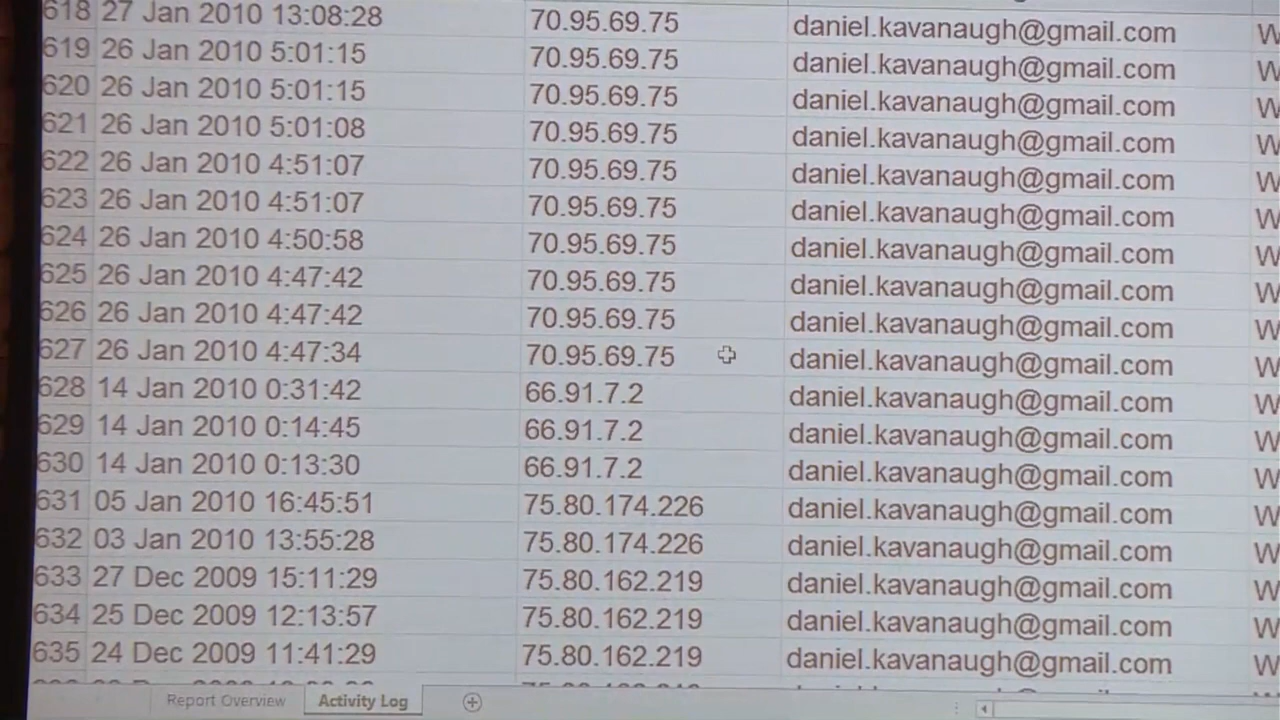 618 27 Jan 2010 13:08:28 70.95.69.75 daniel.kavanaugh@gmail.com W
619 26 Jan 2010 5:01:15 70.95.69.75 daniel.kavanaugh@gmail.com W
620 26 Jan 2010 5:01:15 70.95.69.75 daniel.kavanaugh@gmail.com W
621 26 Jan 2010 5:01:08 70.95.69.75 daniel.kavanaugh@gmail.com W
622 26 Jan 2010 4:51:07 70.95.69.75 daniel.kavanaugh@gmail.com W
623 26 Jan 2010 4:51:07 70.95.69.75 daniel.kavanaugh@gmail.com W
624 26 Jan 2010 4:50:58 70.95.69.75 daniel.kavanaugh@gmail.com W
625 26 Jan 2010 4:47:42 70.95.69.75 daniel.kavanaugh@gmail.com W
626 26 Jan 2010 4:47:42 70.95.69.75 daniel.kavanaugh@gmail.com W
627 26 Jan 2010 4:47:34 70.95.69.75 daniel.kavanaugh@gmail.com W
628 14 Jan 2010 0:31:42 66.91.7.2 daniel.kavanaugh@gmail.com W
629 14 Jan 2010 0:14:45 66.91.7.2 daniel.kavanaugh@gmail.com W
630 14 Jan 2010 0:13:30 66.91.7.2 daniel.kavanaugh@gmail.com W
631 05 Jan 2010 16:45:51 75.80.174.226 daniel.kavanaugh@gmail.com W
632 03 Jan 2010 13:55:28 75.80.174.226 daniel.kavanaugh@gmail.com W
633 27 Dec 2009 15:11:29 75.80.162.219 daniel.kavanaugh@gmail.com W
634 25 Dec 2009 12:13:57 75.80.162.219 daniel.kavanaugh@gmail.com W
635 24 Dec 2009 11:41:29 75.80.162.219 daniel.kavanaugh@gmail.com W
Report Overview Activity Log